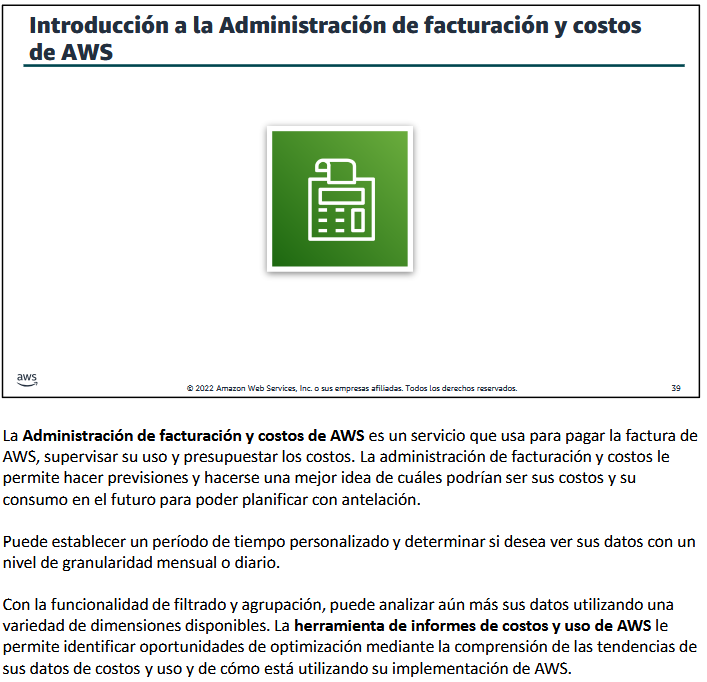 Introducción a la Administración de facturación y costos
de AWS
aws
© 2022 Amazon Web Services, Inc. o sus empresas afiliadas. Todos los derechos reservados.
39
La Administración de facturación y costos de AWS es un servicio que usa para pagar la factura de
AWS, supervisar su uso y presupuestar los costos. La administración de facturación y costos le
permite hacer previsiones y hacerse una mejor idea de cuáles podrían ser sus costos y su
consumo en el futuro para poder planificar con antelación.
Puede establecer un período de tiempo personalizado y determinar si desea ver sus datos con un
nivel de granularidad mensual o diario.
Con la funcionalidad de filtrado y agrupación, puede analizar aún más sus datos utilizando una
variedad de dimensiones disponibles. La herramienta de informes de costos y uso de AWS le
permite identificar oportunidades de optimización mediante la comprensión de las tendencias de
sus datos de costos y uso y de cómo está utilizando su implementación de AWS.